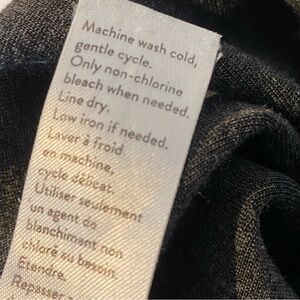 Machine wash cold,
gentle cycle.
Only non-chlorine
bleach when needed.
Line dry.
Low iron if needed.
Laver à froid
en machine,
cycle délicat.
Utiliser seulement
un agent de
blanchiment non
chloré au besoin.
Étendre.
Repasser